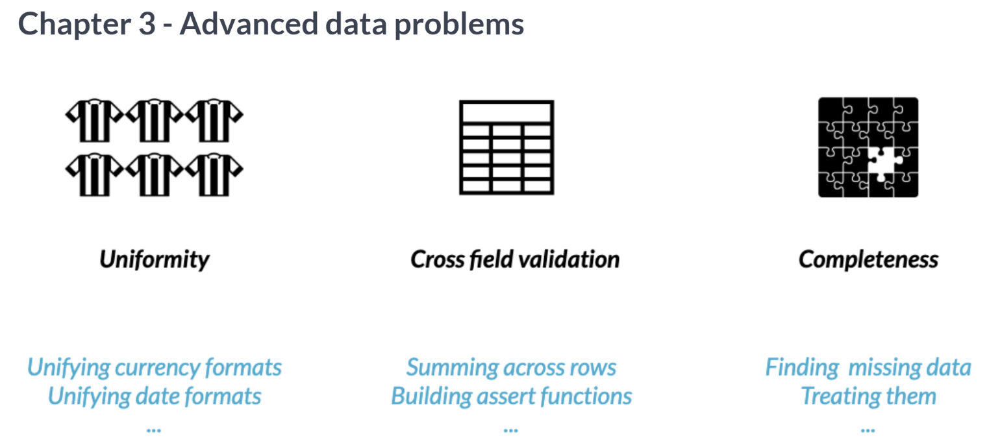 Chapter 3 - Advanced data problems
Uniformity
Cross field validation
Completeness
Unifying currency formats
Unifying date formats
...
Summing across rows
Building assert functions
...
Finding missing data
Treating them
...